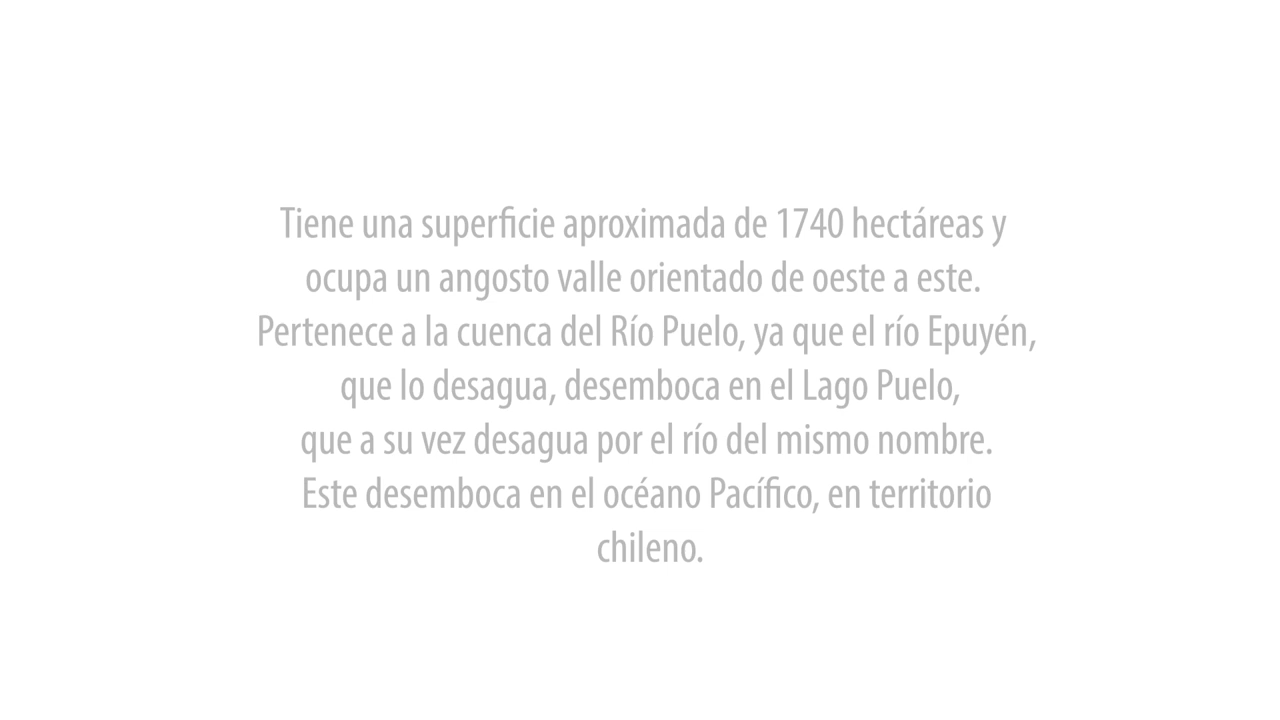 Tiene una superficie aproximada de 1740 hectáreas y
ocupa un angosto valle orientado de oeste a este.
Pertenece a la cuenca del Río Puelo, ya que el río Epuyén,
que lo desagua, desemboca en el Lago Puelo,
que a su vez desagua por el río del mismo nombre.
Este desemboca en el océano Pacífico, en territorio
chileno.